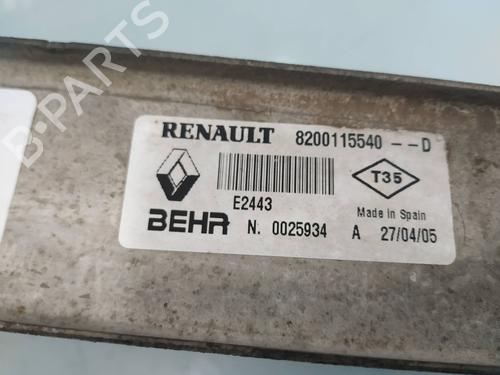 RENAULT 8200115540 --D
T35
E2443
Made in Spain
BEHR N. 0025934 A 27/04/05
B-PARTS